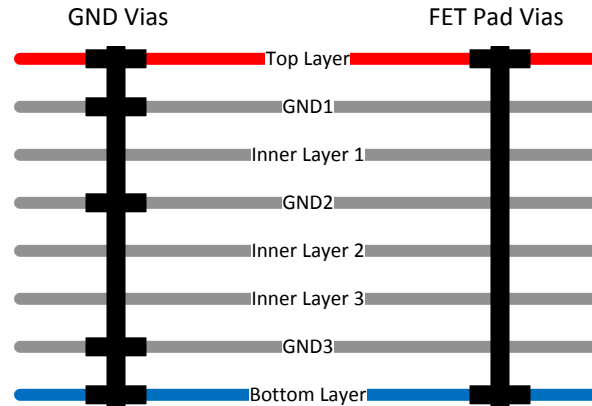 GND Vias
FET Pad Vias
Top Layer
GND1
Inner Layer 1
GND2
Inner Layer 2
Inner Layer 3
GND3
Bottom Layer